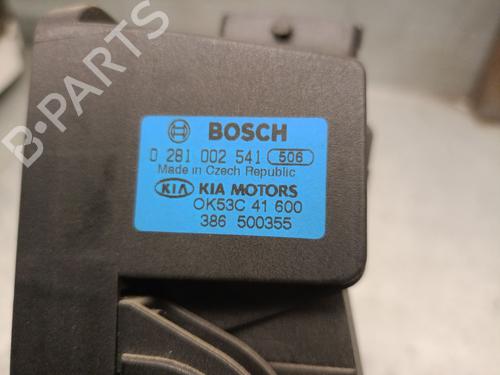 BOSCH
0 281 002 541 506
Made in Czech Republic
KIA KIA MOTORS
OK53C 41 600
386 500355
B-PARTS